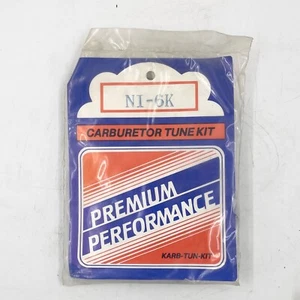 NI-6K
CARBURETOR TUNE KIT
PREMIUM
PERFORMANCE
KARB-TUN-KIT